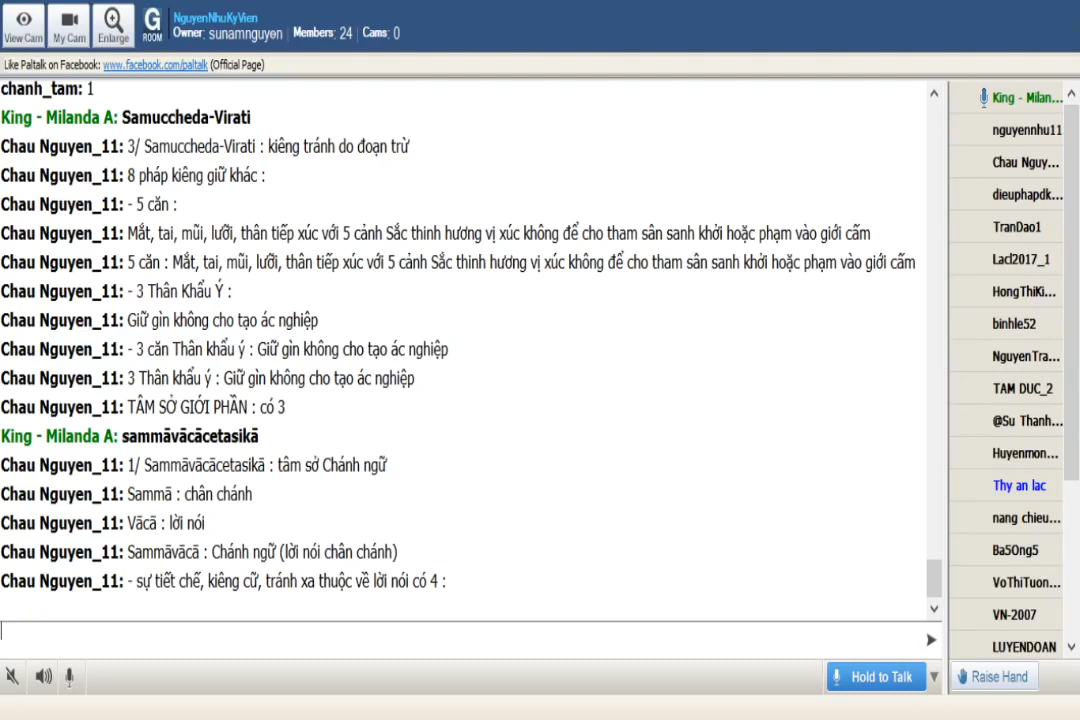 View Cam
My Cam
Enlarge
G
ROOM
NguyenNhuKyVien
Owner: sunamnguyen Members: 24 Cams: 0
Like Paltalk on Facebook: www.facebook.com/paltalk (Official Page)
chanh_tam: 1
King - Milanda A: Samuccheda-Virati
Chau Nguyen_11: 3/ Samuccheda-Virati : kiêng tránh do đoạn trừ
Chau Nguyen_11: 8 pháp kiêng giữ khác :
Chau Nguyen_11: - 5 căn :
Chau Nguyen_11: Mắt, tai, mũi, lưỡi, thân tiếp xúc với 5 cảnh Sắc thinh hương vị xúc không để cho tham sân sanh khởi hoặc phạm vào giới cấm
Chau Nguyen_11: 5 căn : Mắt, tai, mũi, lưỡi, thân tiếp xúc với 5 cảnh Sắc thinh hương vị xúc không để cho tham sân sanh khởi hoặc phạm vào giới cấm
Chau Nguyen_11: - 3 Thân Khẩu Ý :
Chau Nguyen_11: Giữ gìn không cho tạo ác nghiệp
Chau Nguyen_11: - 3 căn Thân khẩu ý : Giữ gìn không cho tạo ác nghiệp
Chau Nguyen_11: 3 Thân khẩu ý : Giữ gìn không cho tạo ác nghiệp
Chau Nguyen_11: TÂM SỞ GIỚI PHẦN : có 3
King - Milanda A: sammāvācācetasikā
Chau Nguyen_11: 1/ Sammāvācācetasikā : tâm sở Chánh ngữ
Chau Nguyen_11: Sammā : chân chánh
Chau Nguyen_11: Vācā : lời nói
Chau Nguyen_11: Sammāvācā : Chánh ngữ (lời nói chân chánh)
Chau Nguyen_11: - sự tiết chế, kiêng cữ, tránh xa thuộc về lời nói có 4 :
King - Milan...
nguyennhu11
Chau Nguy...
dieuphapdk...
TranDao1
Lacl2017_1
HongThiKi...
binhle52
NguyenTra...
TAM DUC_2
@Su Thanh...
Huyenmon...
Thy an lac
nang chieu...
Ba5Ong5
VoThiTuon...
VN-2007
LUYENDOAN
Hold to Talk
Raise Hand